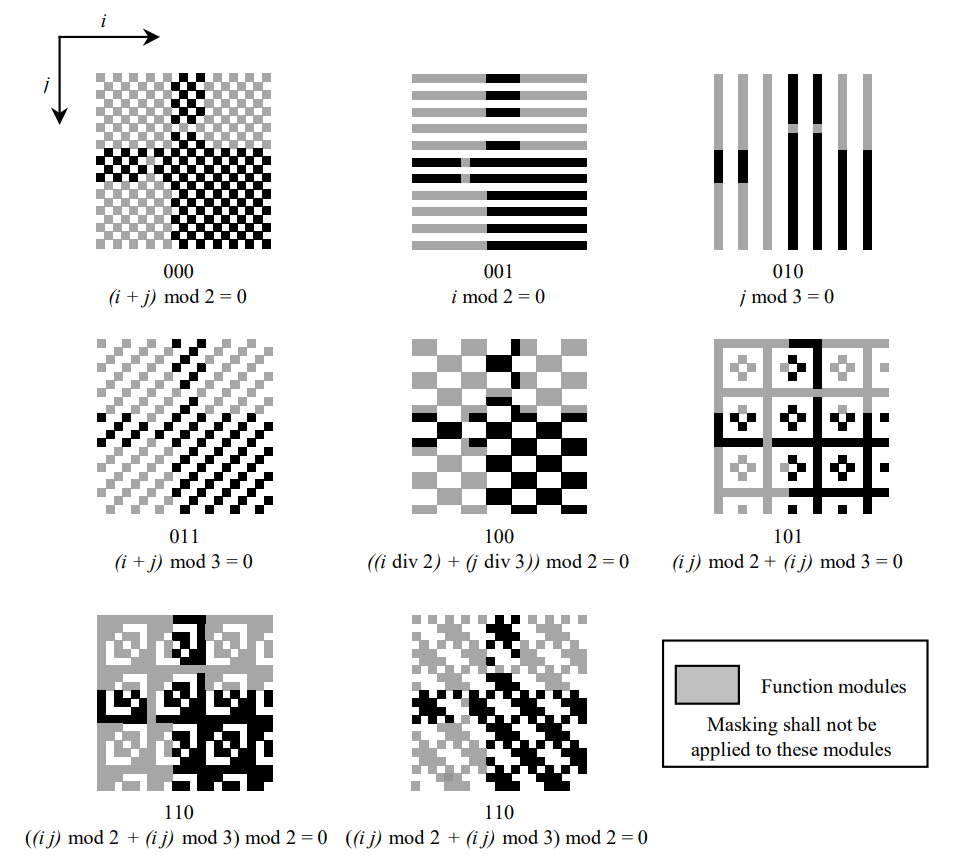 i
j
000
(i + j) mod 2 = 0
001
i mod 2 = 0
010
j mod 3 = 0
011
(i + j) mod 3 = 0
100
((i div 2) + (j div 3)) mod 2 = 0
101
(i j) mod 2 + (i j) mod 3 = 0
110
((i j) mod 2 + (i j) mod 3) mod 2 = 0
110
((i j) mod 2 + (i j) mod 3) mod 2 = 0
Function modules
Masking shall not be
applied to these modules